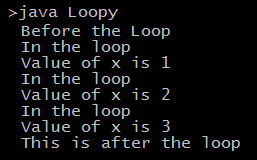 >java Loopy
Before the Loop
In the loop
Value of x is 1
In the loop
Value of x is 2
In the loop
Value of x is 3
This is after the loop